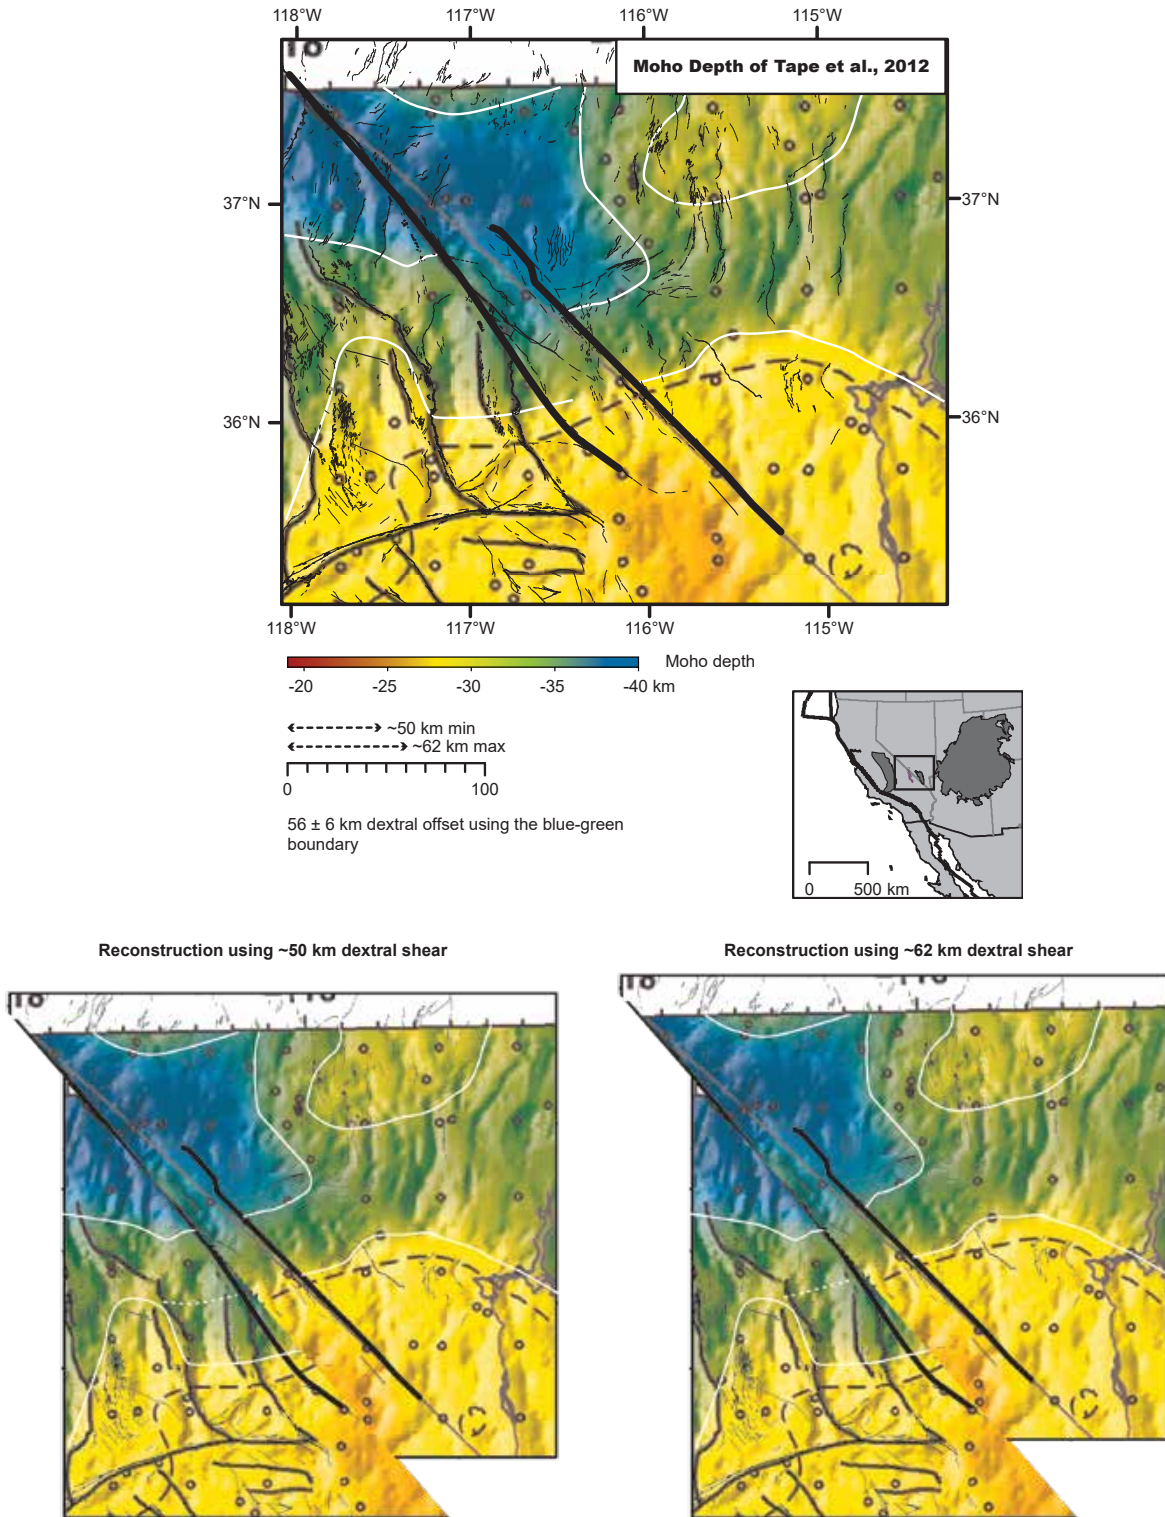 118°W 117°W 116°W 115°W
Moho Depth of Tape et al., 2012
37°N 37°N
36°N 36°N
118°W 117°W 116°W 115°W
Moho depth
-20 -25 -30 -35 -40 km
~50 km min
~62 km max
0 100
56 ± 6 km dextral offset using the blue-green
boundary
0 500 km
Reconstruction using ~50 km dextral shear
Reconstruction using ~62 km dextral shear